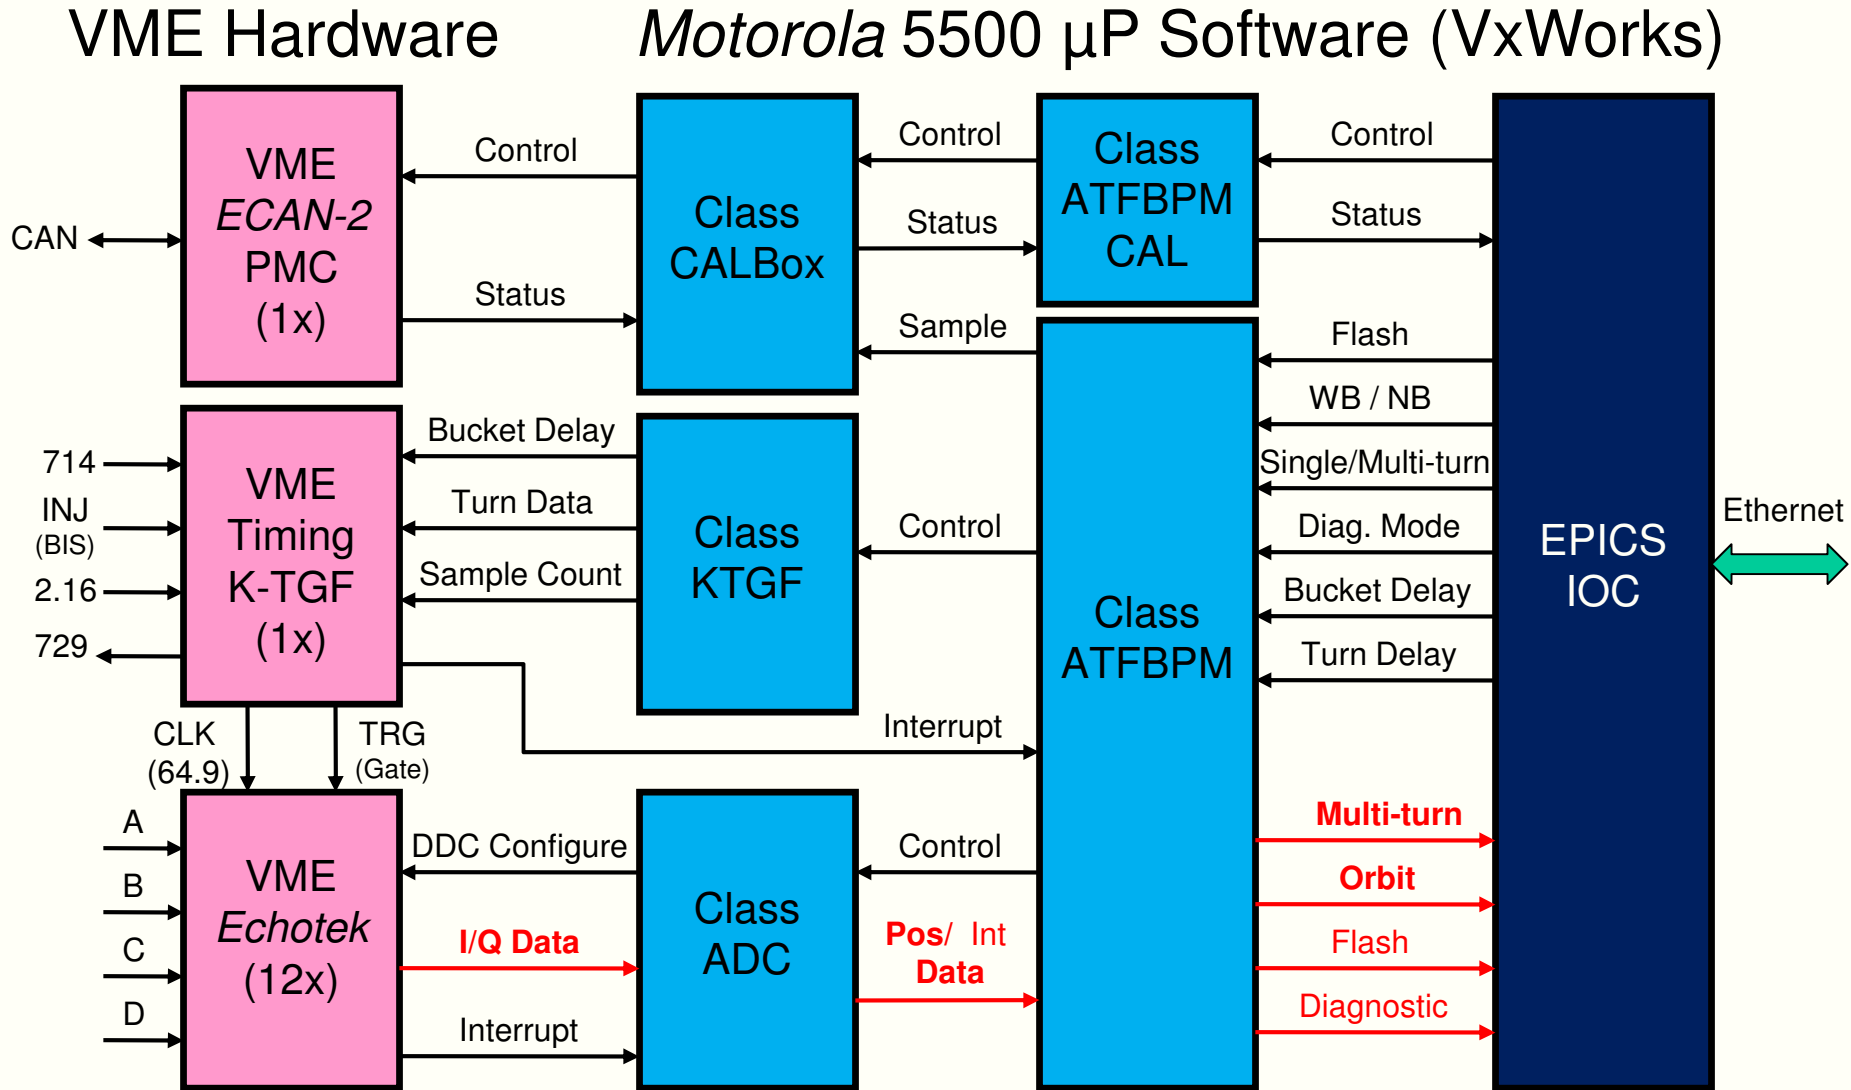 VME Hardware
Motorola 5500 µP Software (VxWorks)
CAN
VME
ECAN-2
PMC
(1x)
Control
Status
Class
CALBox
Control
Status
Sample
Class
ATFBPM
CAL
Control
Status
714
INJ
(BIS)
2.16
729
VME
Timing
K-TGF
(1x)
Bucket Delay
Turn Data
Sample Count
Class
KTGF
Control
Interrupt
Class
ATFBPM
Flash
WB / NB
Single/Multi-turn
Diag. Mode
Bucket Delay
Turn Delay
EPICS
IOC
Ethernet
CLK
(64.9)
TRG
(Gate)
A
B
C
D
VME
Echotek
(12x)
DDC Configure
I/Q Data
Interrupt
Class
ADC
Control
Pos/ Int
Data
Multi-turn
Orbit
Flash
Diagnostic